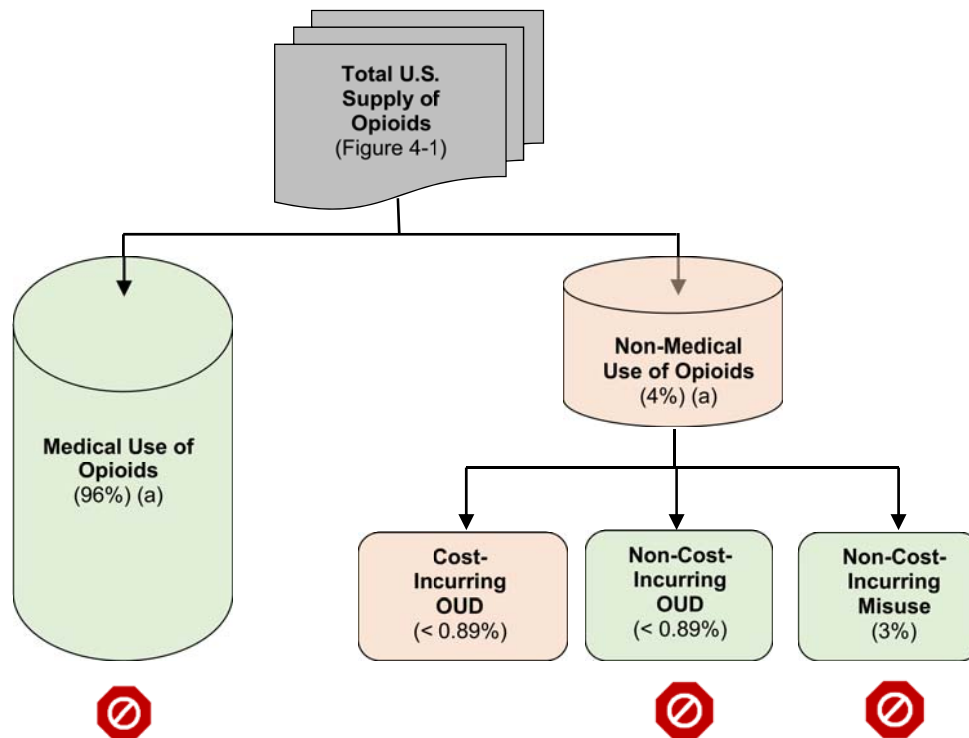 Total U.S.
Supply of
Opioids
(Figure 4-1)
Medical Use of
Opioids
(96%) (a)
Non-Medical
Use of Opioids
(4%) (a)
Cost-
Incurring
OUD
(< 0.89%)
Non-Cost-
Incurring
OUD
(< 0.89%)
Non-Cost-
Incurring
Misuse
(3%)